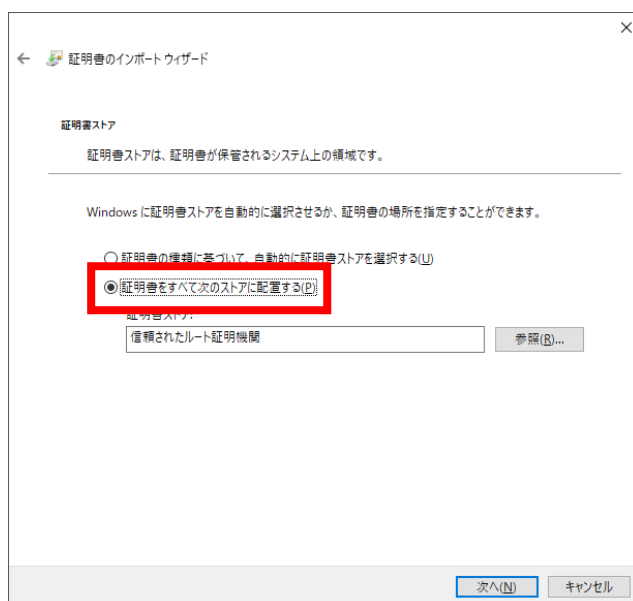 証明書のインポート ウィザード
証明書ストア
証明書ストアは、証明書が保管されるシステム上の領域です。
Windows に証明書ストアを自動的に選択させるか、証明書の場所を指定することができます。
証明書の種類に基づいて、自動的に証明書ストアを選択する(U)
証明書をすべて次のストアに配置する(P)
証明書ストア:
信頼されたルート証明機関
参照(R)...
次へ(N)
キャンセル